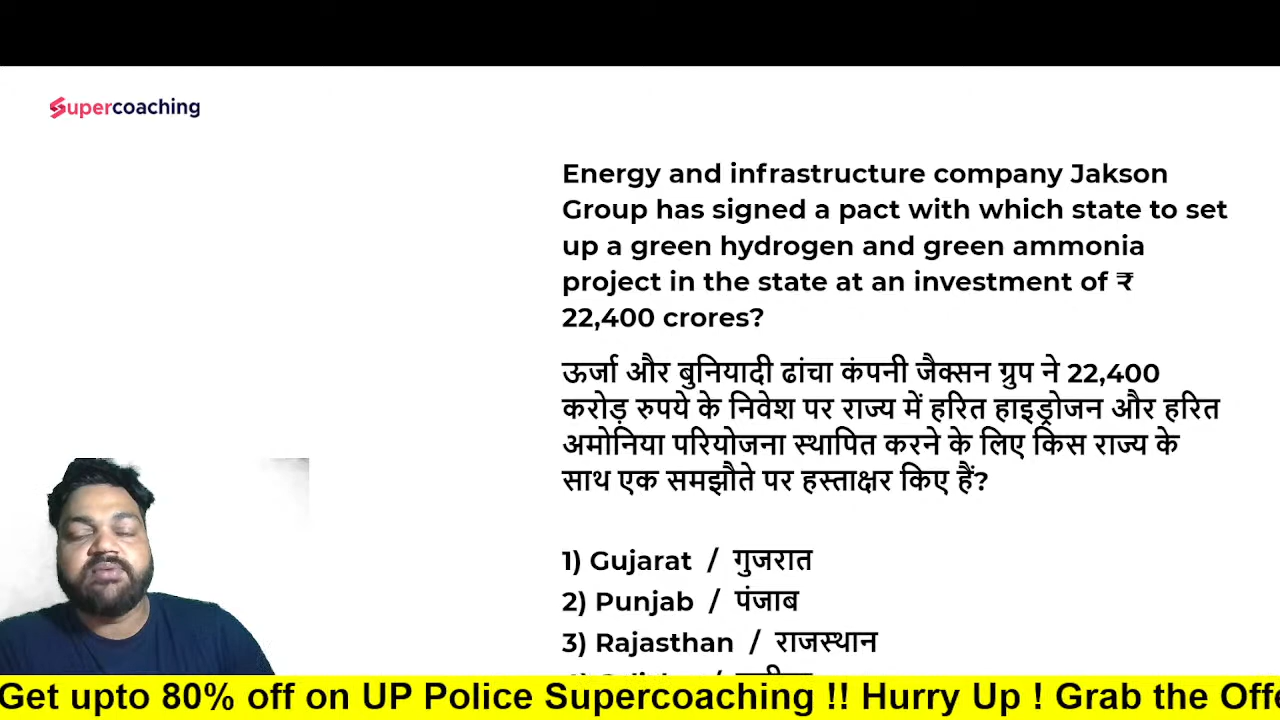 Supercoaching
Energy and infrastructure company Jakson
Group has signed a pact with which state to set
up a green hydrogen and green ammonia
project in the state at an investment of ₹
22,400 crores?
ऊर्जा और बुनियादी ढांचा कंपनी जैक्सन ग्रुप ने 22,400
करोड़ रुपये के निवेश पर राज्य में हरित हाइड्रोजन और हरित
अमोनिया परियोजना स्थापित करने के लिए किस राज्य के
साथ एक समझौते पर हस्ताक्षर किए हैं?
1) Gujarat / गुजरात
2) Punjab / पंजाब
3) Rajasthan / राजस्थान
Get upto 80% off on UP Police Supercoaching !! Hurry Up ! Grab the Offe